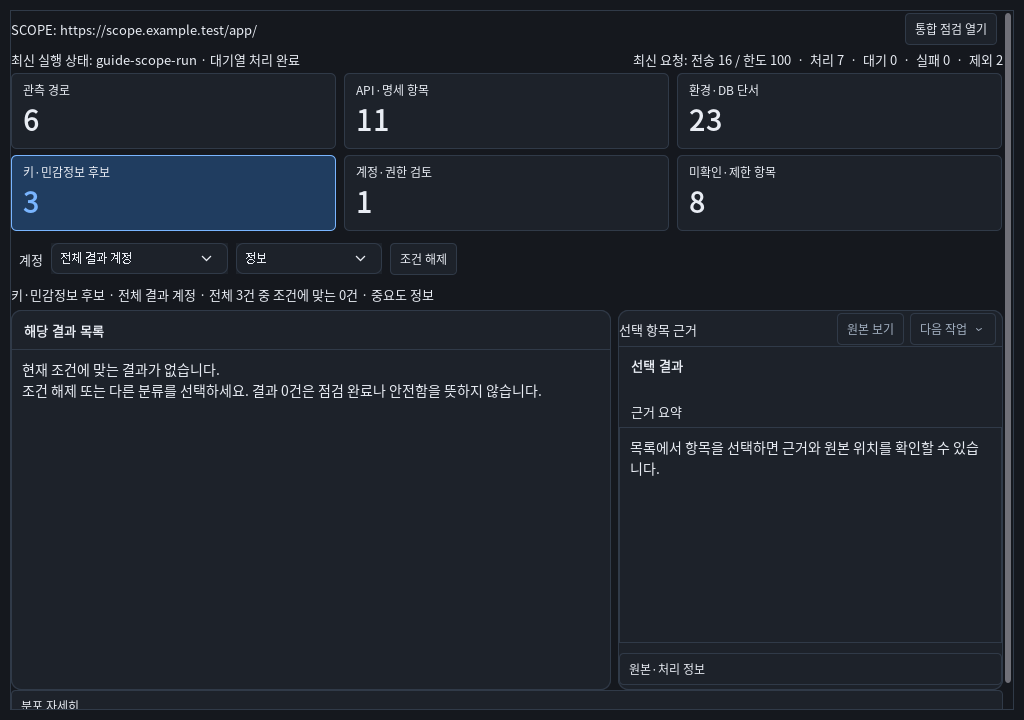 SCOPE: https://scope.example.test/app/
통합 점검 열기
최신 실행 상태: guide-scope-run · 대기열 처리 완료
최신 요청: 전송 16 / 한도 100 · 처리 7 · 대기 0 · 실패 0 · 제외 2
관측 경로
6
API·명세 항목
11
환경·DB 단서
23
키·민감정보 후보
3
계정·권한 검토
1
미확인·제한 항목
8
계정
전체 결과 계정
정보
조건 해제
키·민감정보 후보 · 전체 결과 계정 · 전체 3건 중 조건에 맞는 0건 · 중요도 정보
해당 결과 목록
현재 조건에 맞는 결과가 없습니다.
조건 해제 또는 다른 분류를 선택하세요. 결과 0건은 점검 완료나 안전함을 뜻하지 않습니다.
선택 항목 근거
원본 보기
다음 작업
선택 결과
근거 요약
목록에서 항목을 선택하면 근거와 원본 위치를 확인할 수 있습
니다.
원본·처리 정보
분포 자세히